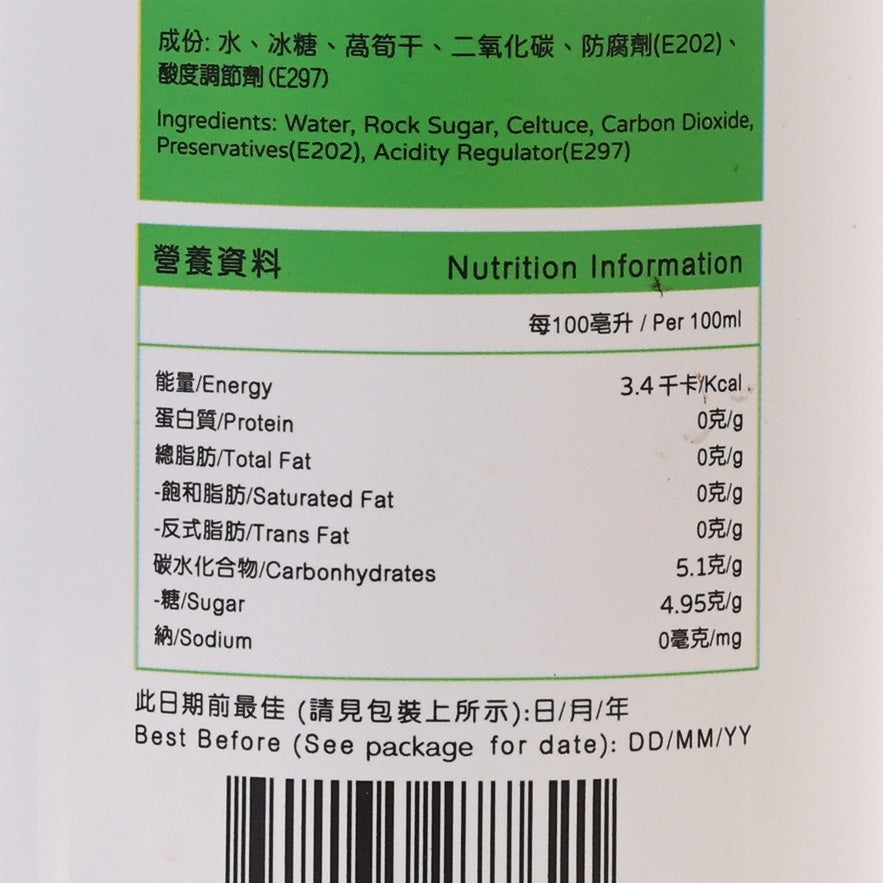 成份: 水、冰糖、萵筍干、二氧化碳、防腐劑(E202)、
酸度調節劑(E297)
Ingredients: Water, Rock Sugar, Celtuce, Carbon Dioxide,
Preservatives(E202), Acidity Regulator(E297)
營養資料 Nutrition Information
每100毫升 / Per 100ml
能量/Energy 3.4千卡/Kcal
蛋白質/Protein 0克/g
總脂肪/Total Fat 0克/g
-飽和脂肪/Saturated Fat 0克/g
-反式脂肪/Trans Fat 0克/g
碳水化合物/Carbonhydrates 5.1克/g
-糖/Sugar 4.95克/g
納/Sodium 0毫克/mg
此日期前最佳 (請見包裝上所示):日/月/年
Best Before (See package for date): DD/MM/YY